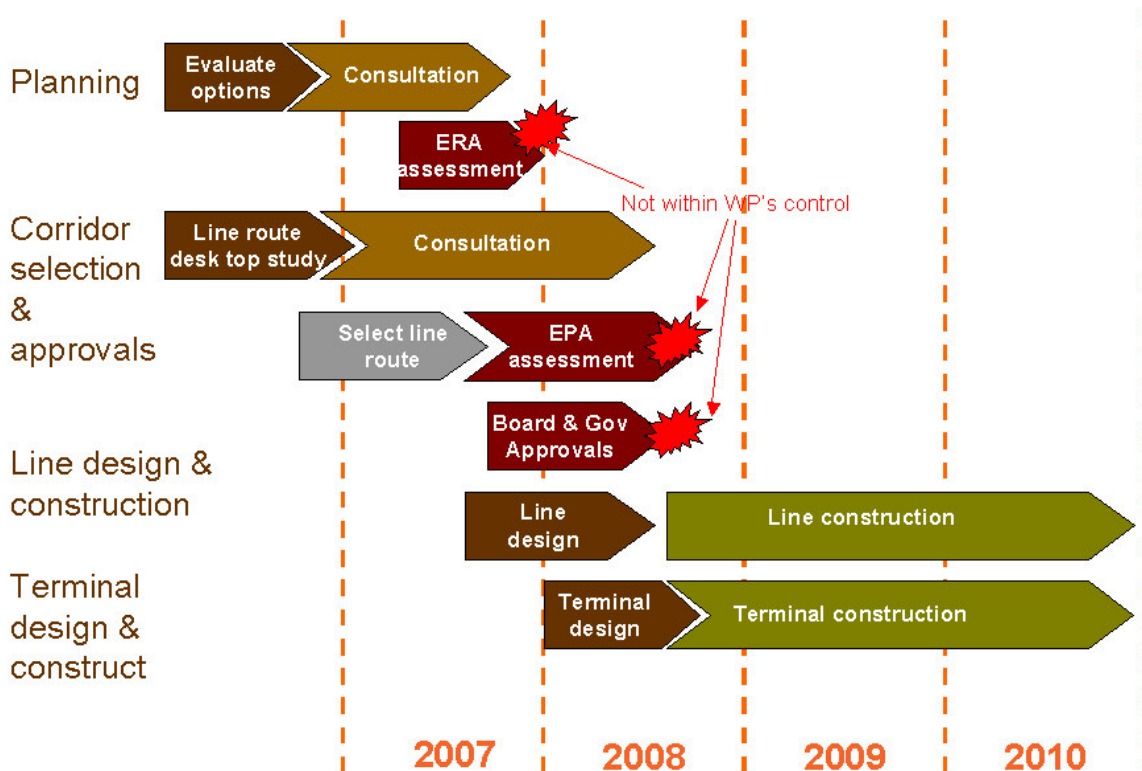 Planning
Evaluate
options
Consultation
ERA
assessment
Not within WP's control
Corridor
selection
&
approvals
Line route
desk top study
Consultation
Select line
route
EPA
assessment
Board & Gov
Approvals
Line design &
construction
Line
design
Line construction
Terminal
design &
construct
Terminal
design
Terminal construction
2007
2008
2009
2010